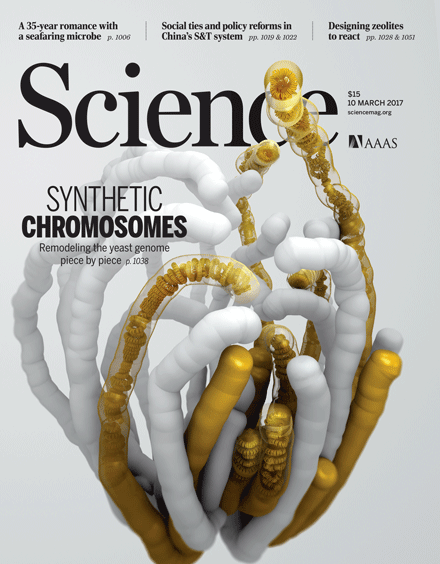 A 35-year romance with
a seafaring microbe p. 1006
Social ties and policy reforms in
China's S&T system pp. 1019 & 1022
Designing zeolites
to react pp. 1028 & 1051
Science
$15
10 MARCH 2017
sciencemag.org
AAAS
SYNTHETIC
CHROMOSOMES
Remodeling the yeast genome
piece by piece p. 1038